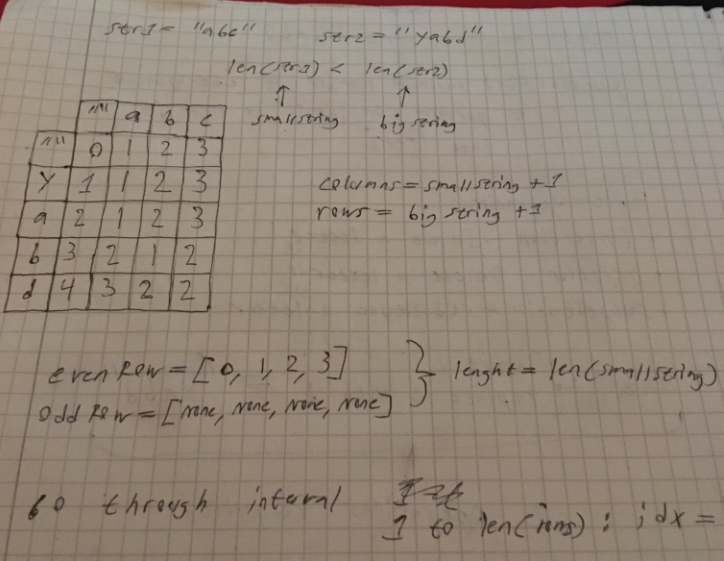 str1 = "abc" str2 = "yabd"
len(str1) < len(str2)
↑ ↑
smallstring big string
"" a b c
"" 0 1 2 3
y 1 1 2 3
a 2 1 2 3
b 3 2 1 2
d 4 3 2 2
columns = smallstring + 1
rows = big string + 1
even Row = [0, 1, 2, 3]
odd Row = [none, none, none, none]
} lenght = len(smallstring)
Go through interval
1 to len(rows) : idx =